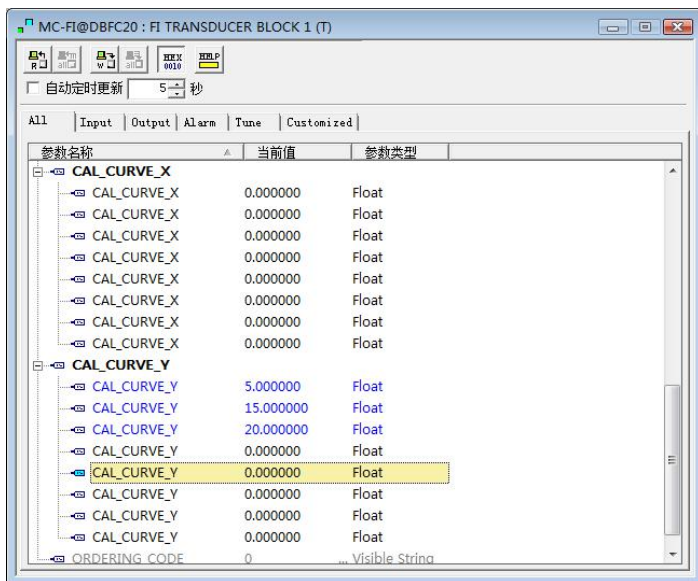 MC-FI@DBFC20 : FI TRANSDUCER BLOCK 1 (T)
R all W all HEX 0010 HELP
自动定时更新 5 秒
All Input Output Alarm Tune Customized
参数名称 当前值 参数类型
CAL_CURVE_X
CAL_CURVE_X 0.000000 Float
CAL_CURVE_X 0.000000 Float
CAL_CURVE_X 0.000000 Float
CAL_CURVE_X 0.000000 Float
CAL_CURVE_X 0.000000 Float
CAL_CURVE_X 0.000000 Float
CAL_CURVE_X 0.000000 Float
CAL_CURVE_X 0.000000 Float
CAL_CURVE_Y
CAL_CURVE_Y 5.000000 Float
CAL_CURVE_Y 15.000000 Float
CAL_CURVE_Y 20.000000 Float
CAL_CURVE_Y 0.000000 Float
CAL_CURVE_Y 0.000000 Float
CAL_CURVE_Y 0.000000 Float
CAL_CURVE_Y 0.000000 Float
CAL_CURVE_Y 0.000000 Float
ORDERING CODE 0 ... Visible String